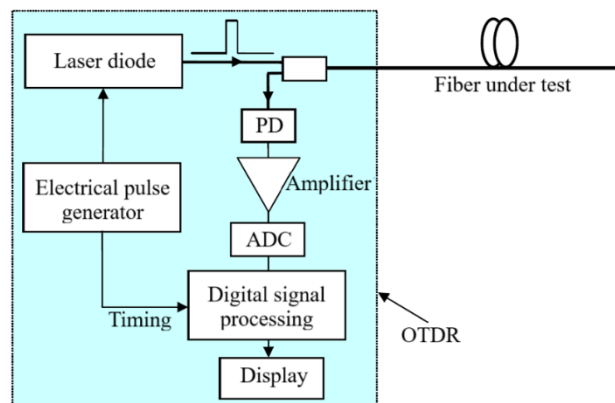 Laser diode
Fiber under test
PD
Amplifier
Electrical pulse
generator
ADC
Digital signal
processing
Timing
OTDR
Display